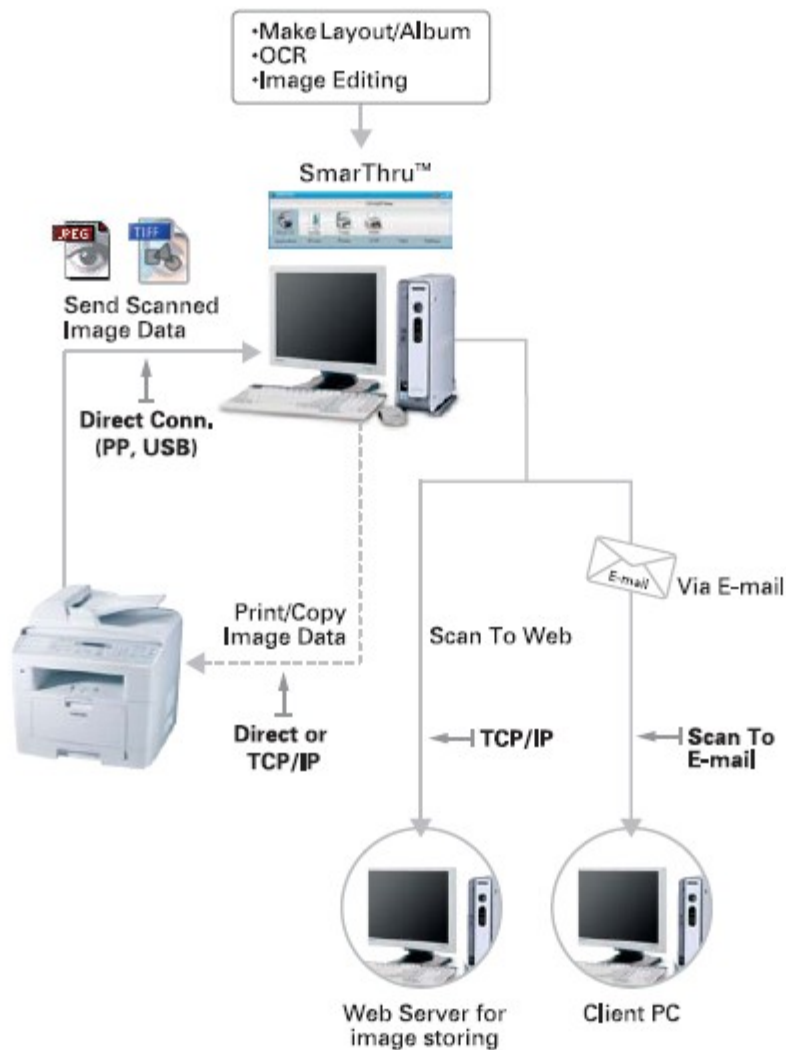 •Make Layout/Album
•OCR
•Image Editing
SmarThru™
JPEG
TIFF
Send Scanned
Image Data
Direct Conn.
(PP, USB)
Print/Copy
Image Data
Direct or
TCP/IP
E-mail
Via E-mail
Scan To Web
TCP/IP
Scan To
E-mail
Web Server for
image storing
Client PC